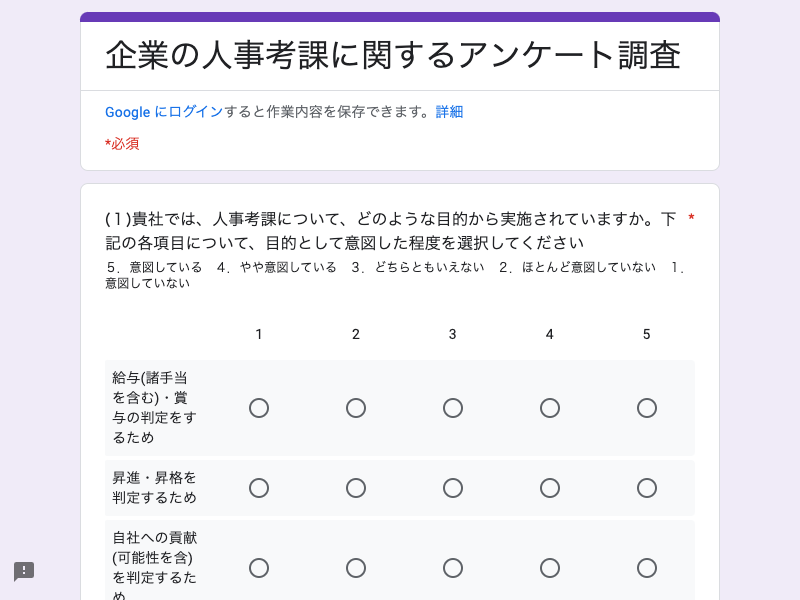 企業の人事考課に関するアンケート調査
Google にログインすると作業内容を保存できます。詳細
*必須
(１)貴社では、人事考課について、どのような目的から実施されていますか。下 *
記の各項目について、目的として意図した程度を選択してください
５．意図している　４．やや意図している　３．どちらともいえない　２．ほとんど意図していない　１．
意図していない
1 2 3 4 5
給与(諸手当
を含む)・賞
与の判定をす
るため
昇進・昇格を
判定するため
自社への貢献
(可能性を含)
を判定するた
め